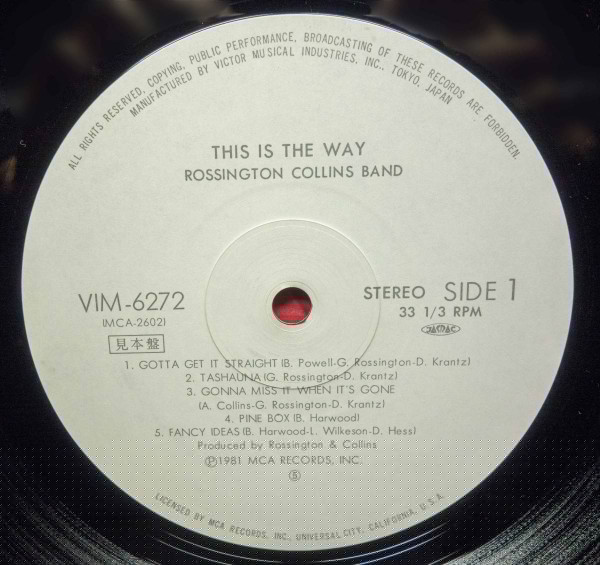 ALL RIGHTS RESERVED, COPYING, PUBLIC PERFORMANCE, BROADCASTING OF THESE RECORDS ARE FORBIDDEN.
MANUFACTURED BY VICTOR MUSICAL INDUSTRIES, INC., TOKYO, JAPAN
THIS IS THE WAY
ROSSINGTON COLLINS BAND
VIM-6272
(MCA-2602)
見本盤
STEREO SIDE 1
33 1/3 RPM
JASRAC
1. GOTTA GET IT STRAIGHT(B. Powell-G. Rossington-D. Krantz)
2. TASHAUNA(G. Rossington-D. Krantz)
3. GONNA MISS IT WHEN IT'S GONE
(A. Collins-G. Rossington-D. Krantz)
4. PINE BOX(B. Harwood)
5. FANCY IDEAS(B. Harwood-L. Wilkeson-D. Hess)
Produced by Rossington & Collins
Ⓟ1981 MCA RECORDS, INC.
⑤
LICENSED BY MCA RECORDS, INC., UNIVERSAL CITY, CALIFORNIA, U.S.A.